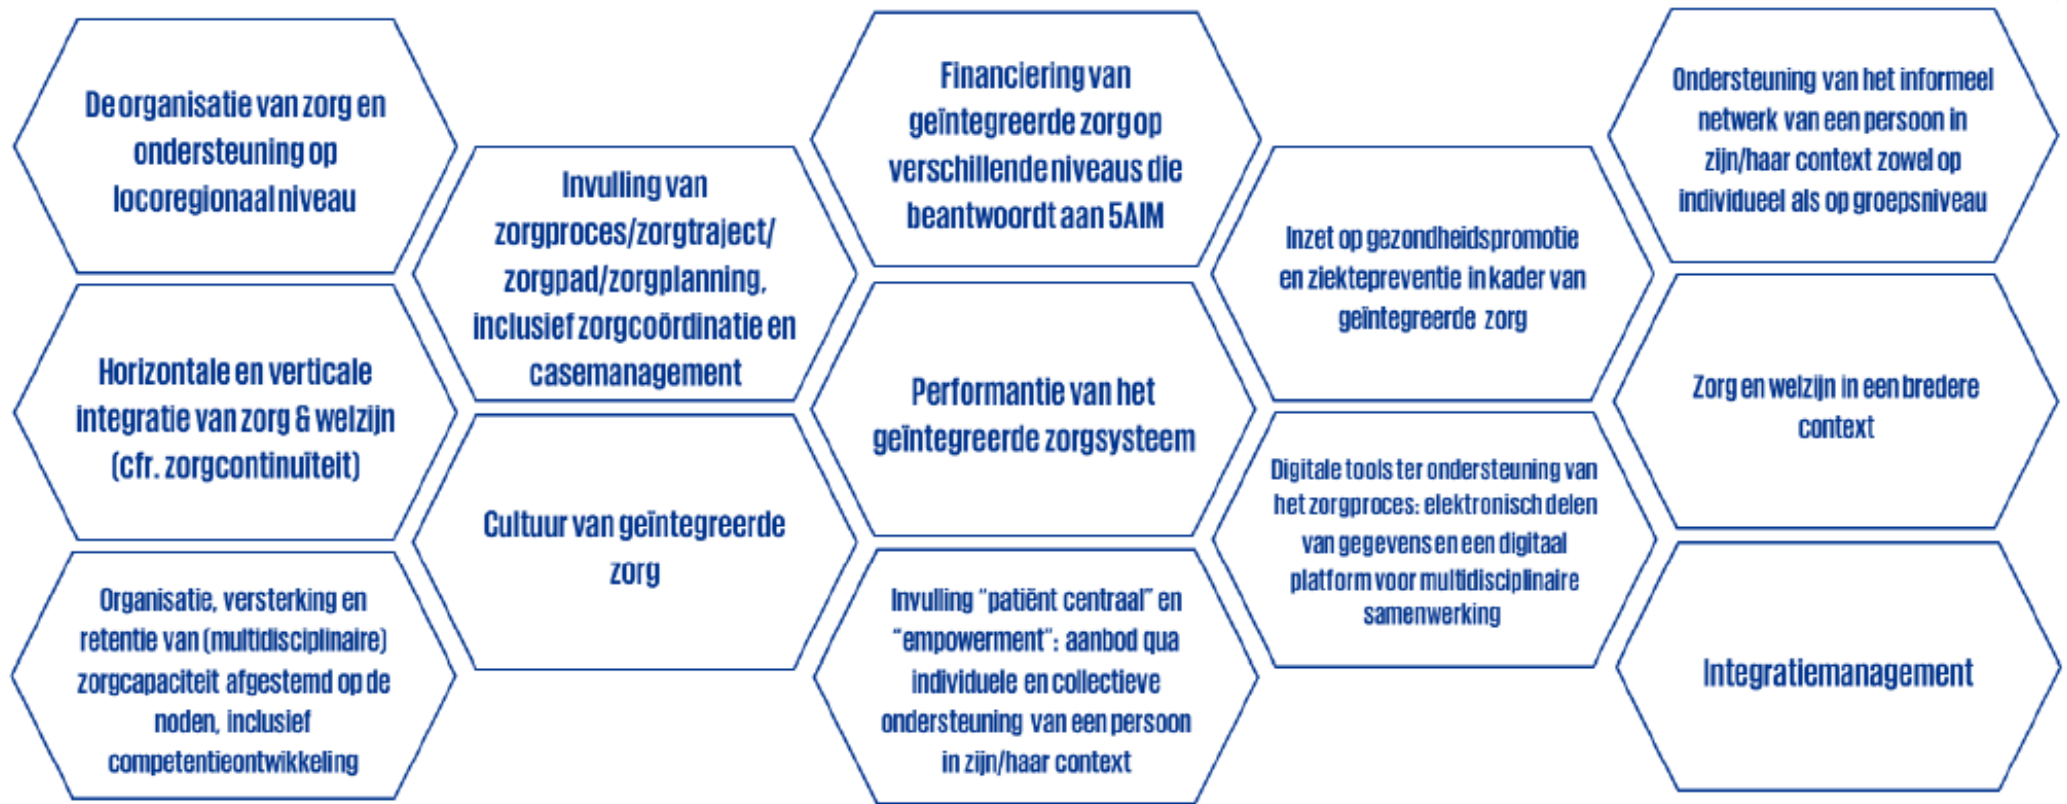 De organisatie van zorg en
ondersteuning op
locoregionaal niveau
Horizontale en verticale
integratie van zorg & welzijn
(cfr. zorgcontinuïteit)
Organisatie, versterking en
retentie van (multidisciplinaire)
zorgcapaciteit afgestemd op de
noden, inclusief
competentieontwikkeling
Invulling van
zorgproces/zorgtraject/
zorgpad/zorgplanning,
inclusief zorgcoördinatie en
casemanagement
Cultuur van geïntegreerde
zorg
Financiering van
geïntegreerde zorg op
verschillende niveaus die
beantwoordt aan 5AIM
Performantie van het
geïntegreerde zorgsysteem
Invulling "patiënt centraal" en
"empowerment": aanbod qua
individuele en collectieve
ondersteuning van een persoon
in zijn/haar context
Inzet op gezondheidspromotie
en ziektepreventie in kader van
geïntegreerde zorg
Digitale tools ter ondersteuning van
het zorgproces: elektronisch delen
van gegevens en een digitaal
platform voor multidisciplinaire
samenwerking
Ondersteuning van het informeel
netwerk van een persoon in
zijn/haar context zowel op
individueel als op groepsniveau
Zorg en welzijn in een bredere
context
Integratiemanagement